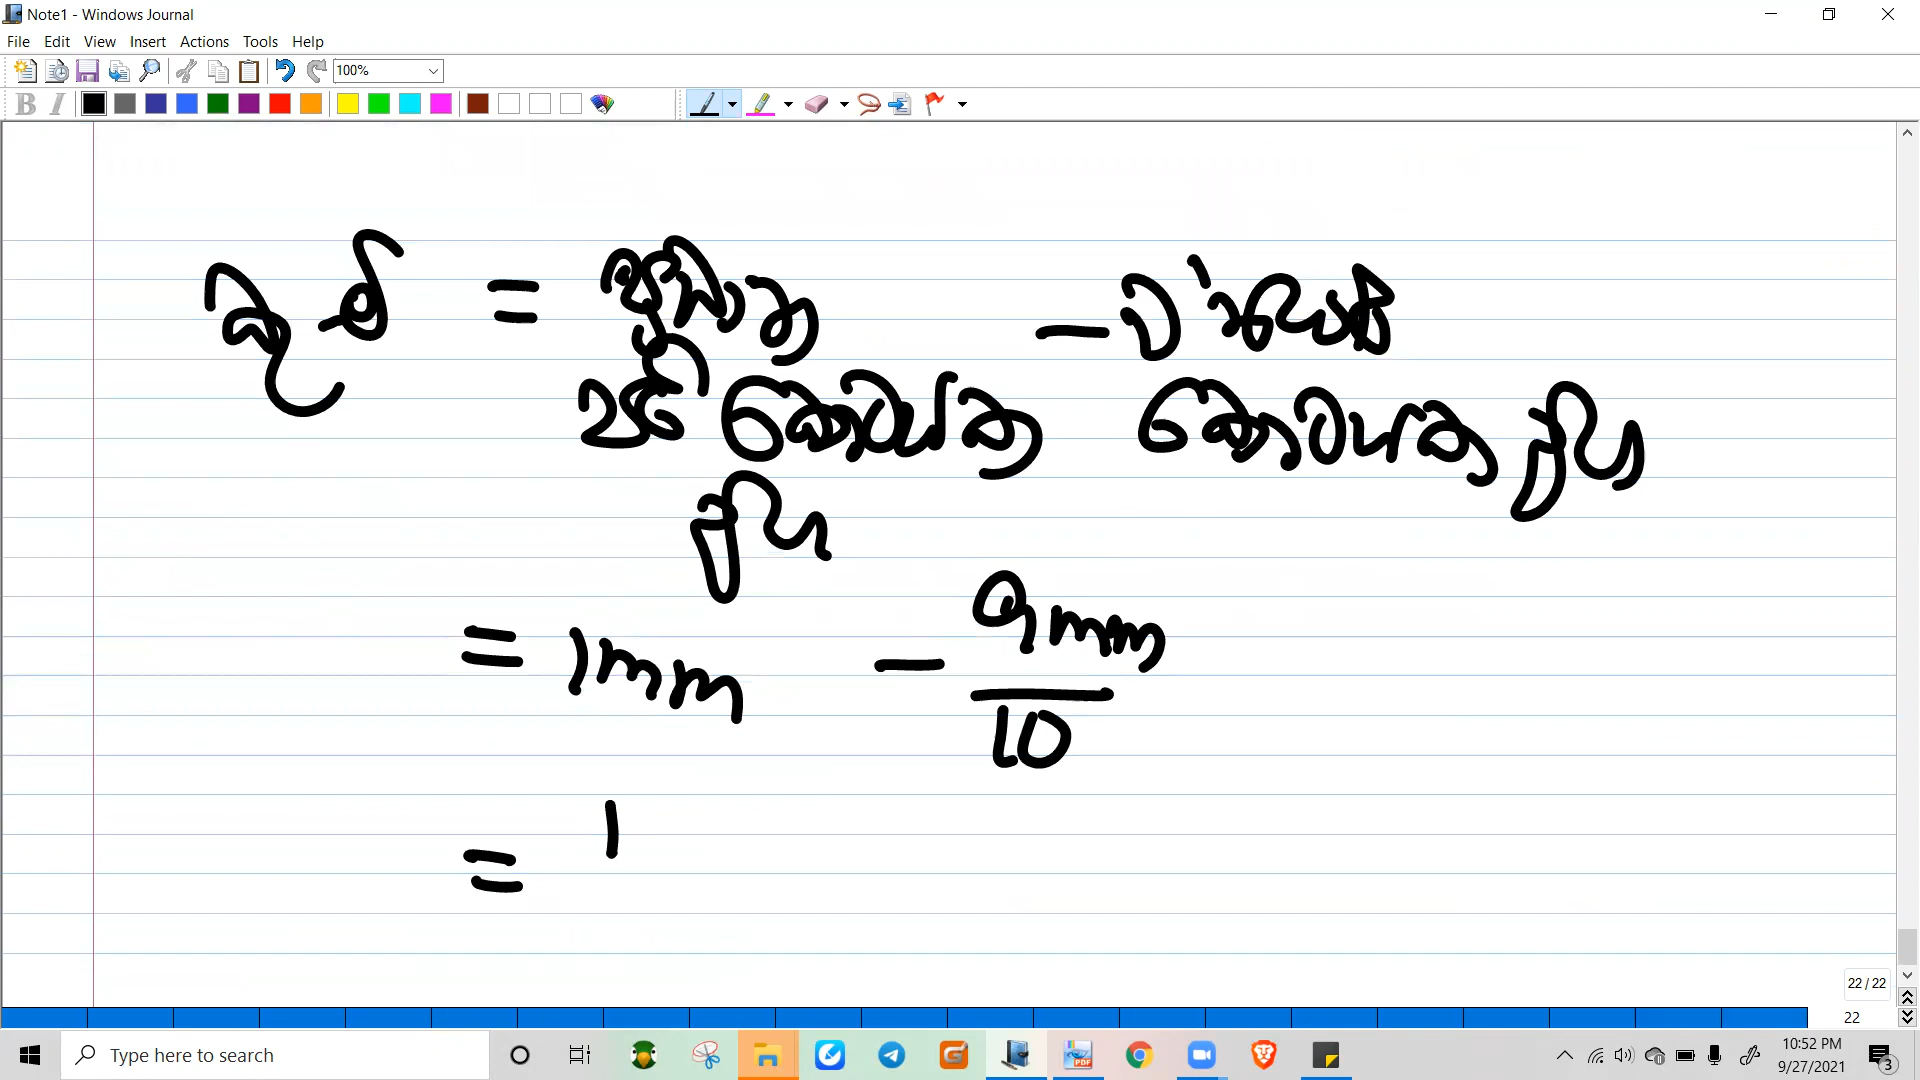 Note1 - Windows Journal
File Edit View Insert Actions Tools Help
100%
කු.මි = ප්‍රධාන - ව'නියර්
පරි කොටසක කොටසක දිග
දිග
= 1mm - 9mm
10
= 1
22 / 22
22
Type here to search
10:52 PM
9/27/2021
3